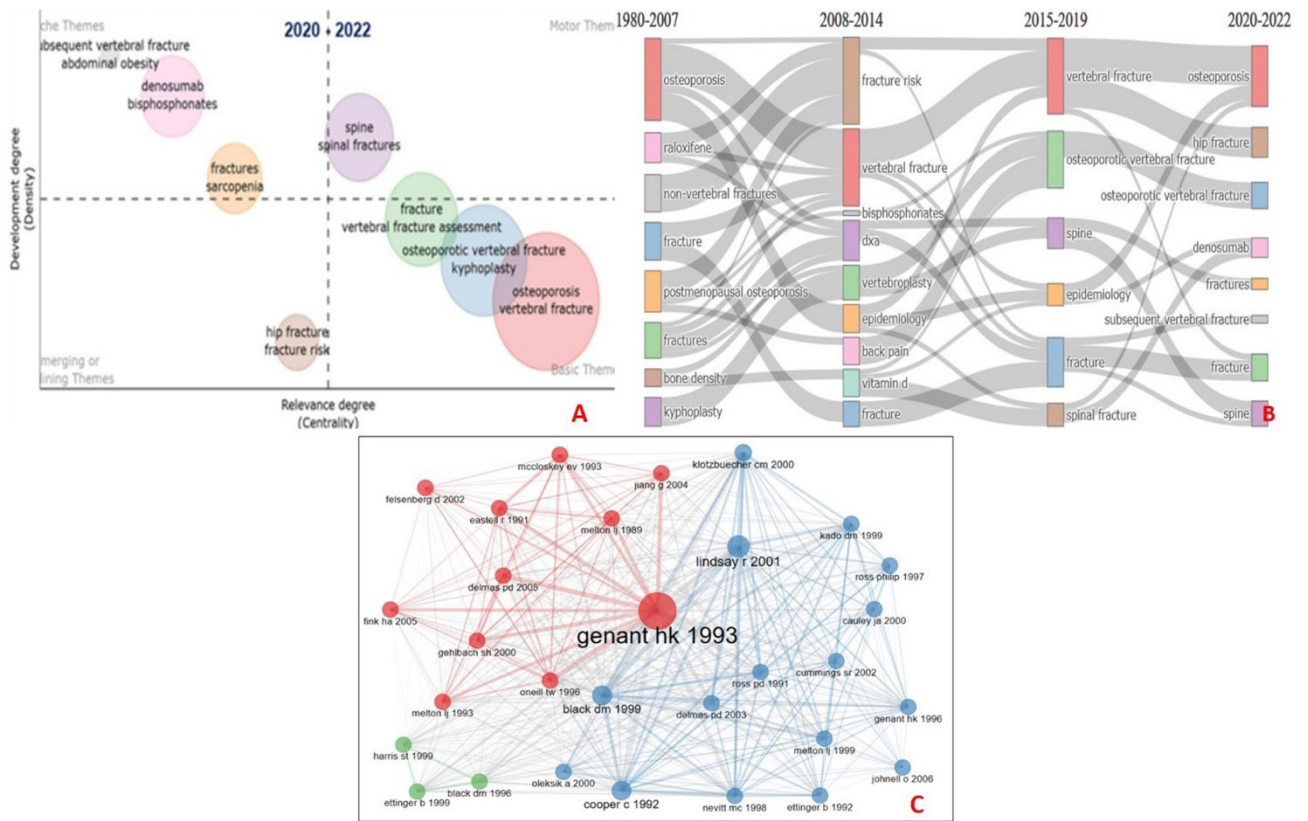 che Themes
2020 - 2022
Motor Them
ubsequent vertebral fracture
abdominal obesity
denosumab
bisphosphonates
spine
spinal fractures
fractures
sarcopenia
fracture
vertebral fracture assessment
osteoporotic vertebral fracture
kyphoplasty
osteoporosis
vertebral fracture
hip fracture
fracture risk
merging or
lining Themes
Basic Theme
Development degree
(Density)
Relevance degree
(Centrality)
A
1980-2007
2008-2014
2015-2019
2020-2022
osteoporosis
raloxifene
non-vertebral fractures
fracture
postmenopausal osteoporosis
fractures
bone density
kyphoplasty
fracture risk
vertebral fracture
bisphosphonates
dxa
vertebroplasty
epidemiology
back pain
vitamin d
fracture
vertebral fracture
osteoporotic vertebral fracture
spine
epidemiology
fracture
spinal fracture
osteoporosis
hip fracture
osteoporotic vertebral fracture
denosumab
fractures
subsequent vertebral fracture
fracture
spine
B
mccloskey ev 1993
klotzbuecher cm 2000
jiang g 2004
felsenberg d 2002
eastell r 1991
melton lj 1989
kado dm 1999
lindsay r 2001
ross philip 1997
delmas pd 2005
fink ha 2005
genant hk 1993
cauley ja 2000
gehlbach sh 2000
cummings sr 2002
ross pd 1991
oneill tw 1996
melton lj 1993
black dm 1999
delmas pd 2003
genant hk 1996
melton lj 1999
harris st 1999
oleksik a 2000
johnell o 2006
black dm 1996
ettinger b 1999
cooper c 1992
nevitt mc 1998
ettinger b 1992
C